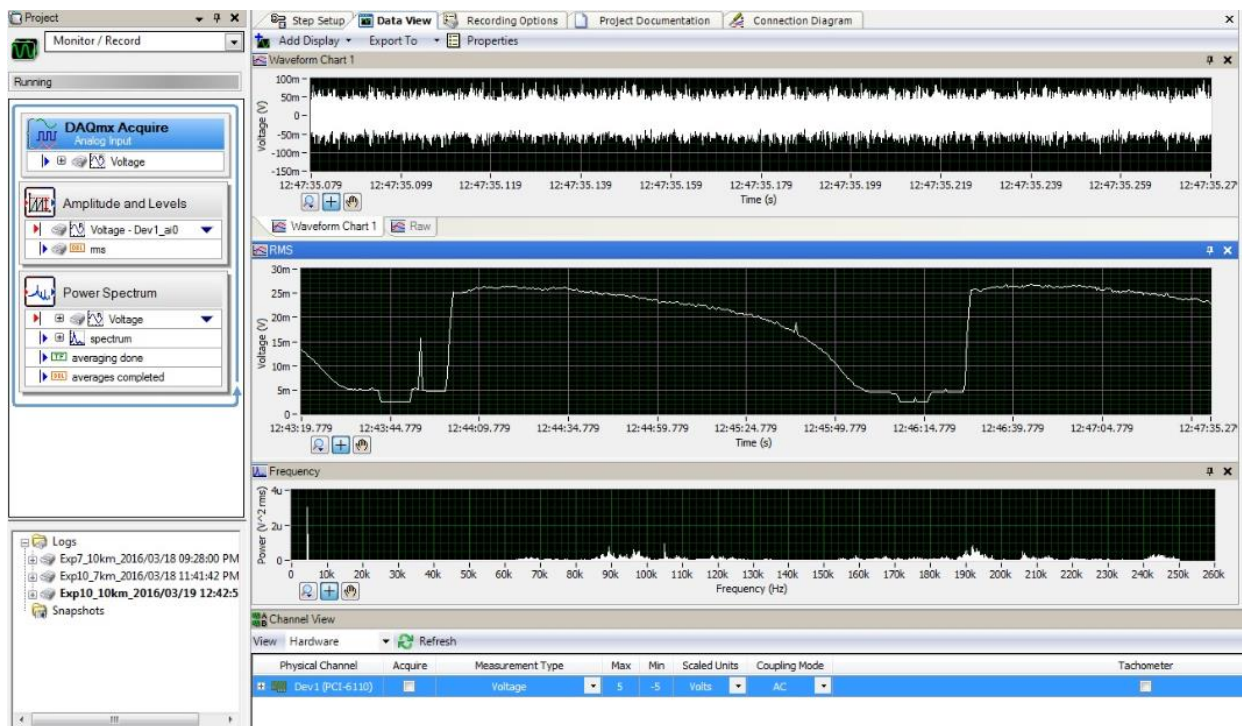 Project
Monitor / Record
Running
DAQmx Acquire
Analog Input
Voltage
Amplitude and Levels
Voltage - Dev1_ai0
DBL rms
Power Spectrum
Voltage
spectrum
TF averaging done
DBL averages completed
Logs
Exp7_10km_2016/03/18 09:28:00 PM
Exp10_7km_2016/03/18 11:41:42 PM
Exp10_10km_2016/03/19 12:42:5
Snapshots
Step Setup Data View Recording Options Project Documentation Connection Diagram
Add Display Export To Properties
Waveform Chart 1
Voltage (V)
100m
50m
0
-50m
-100m
-150m
12:47:35.079 12:47:35.099 12:47:35.119 12:47:35.139 12:47:35.159 12:47:35.179 12:47:35.199 12:47:35.219 12:47:35.239 12:47:35.259 12:47:35.27
Time (s)
Waveform Chart 1 Raw
RMS
Voltage (V)
30m
25m
20m
15m
10m
5m
0
12:43:19.779 12:43:44.779 12:44:09.779 12:44:34.779 12:44:59.779 12:45:24.779 12:45:49.779 12:46:14.779 12:46:39.779 12:47:04.779 12:47:35.27
Time (s)
Frequency
Power (V^2 rms)
4u
2u
0
0 10k 20k 30k 40k 50k 60k 70k 80k 90k 100k 110k 120k 130k 140k 150k 160k 170k 180k 190k 200k 210k 220k 230k 240k 250k 260k
Frequency (Hz)
Channel View
View Hardware Refresh
Physical Channel Acquire Measurement Type Max Min Scaled Units Coupling Mode Tachometer
Dev1 (PCI-6110) Voltage 5 -5 Volts AC